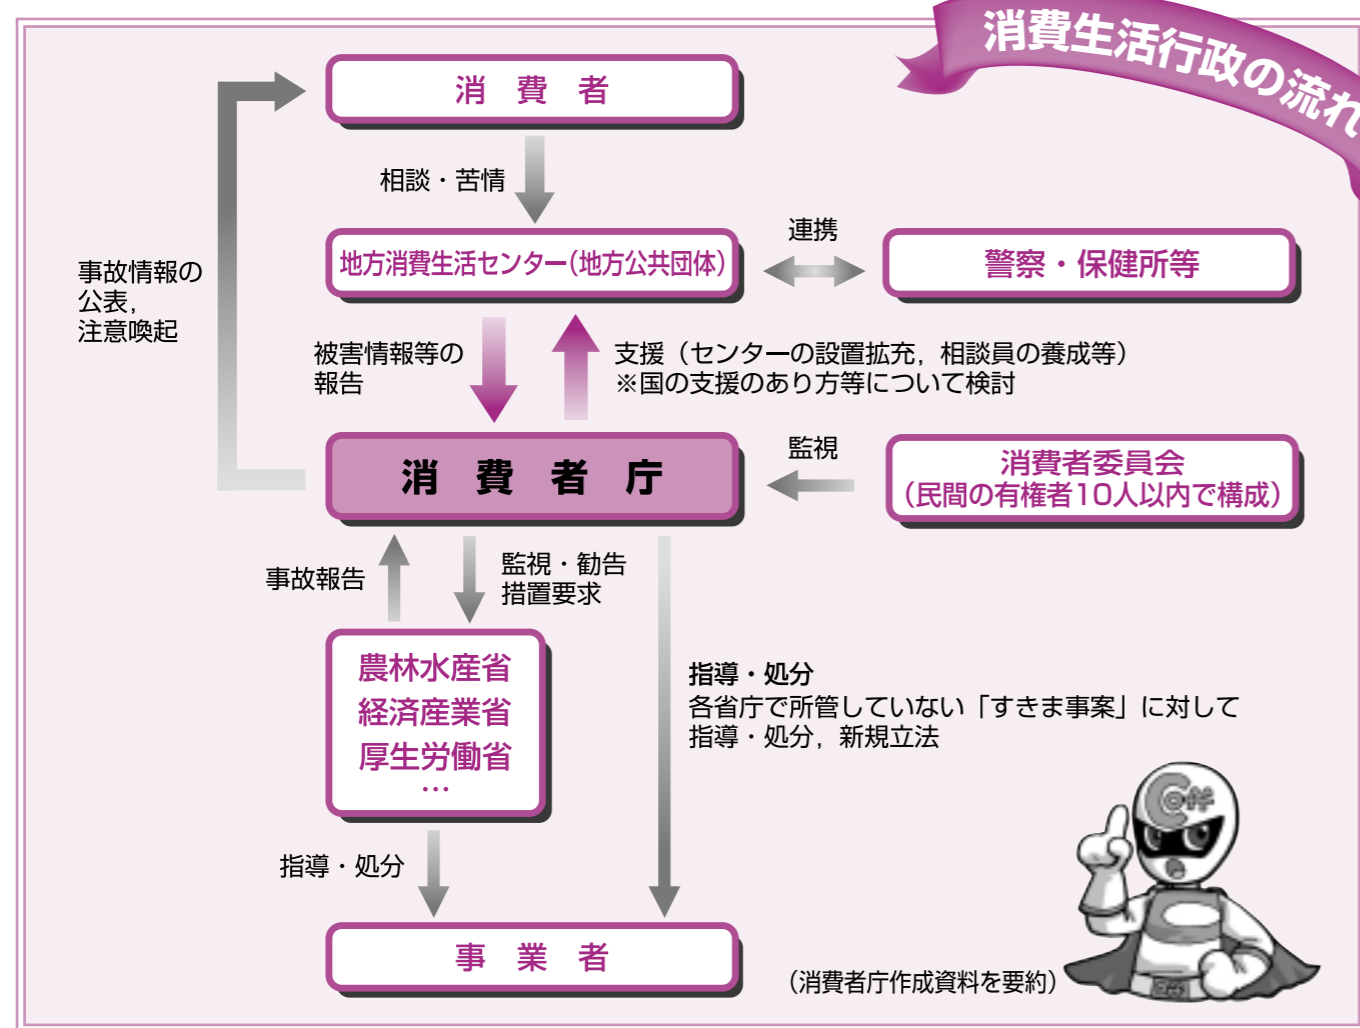 消費生活行政の流れ
消費者
相談・苦情
地方消費生活センター(地方公共団体)
連携
警察・保健所等
事故情報の
公表,
注意喚起
被害情報等の
報告
支援(センターの設置拡充,相談員の養成等)
※国の支援のあり方等について検討
消費者庁
監視
消費者委員会
(民間の有権者10人以内で構成)
事故報告
監視・勧告
措置要求
農林水産省
経済産業省
厚生労働省
…
指導・処分
各省庁で所管していない「すきま事案」に対して
指導・処分,新規立法
指導・処分
事業者
(消費者庁作成資料を要約)